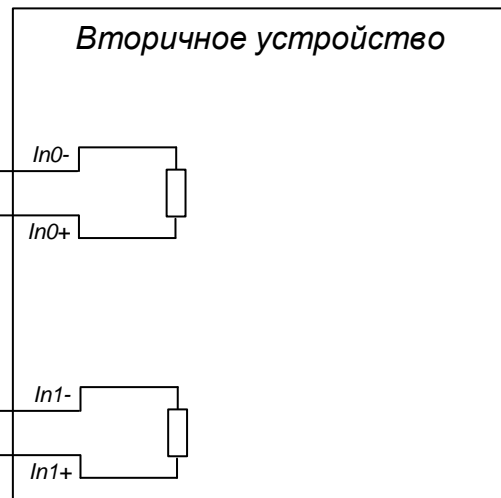 Вторичное устройство
In0-
In0+
In1-
In1+